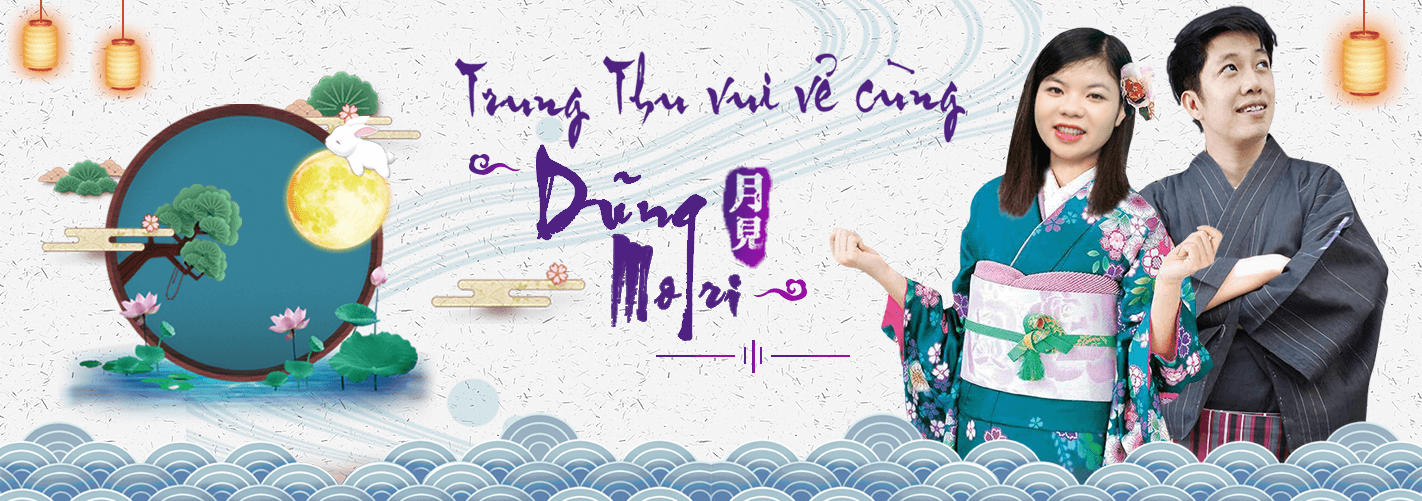 Trung Thu vui vẻ cùng
Dũng
Mori
月見